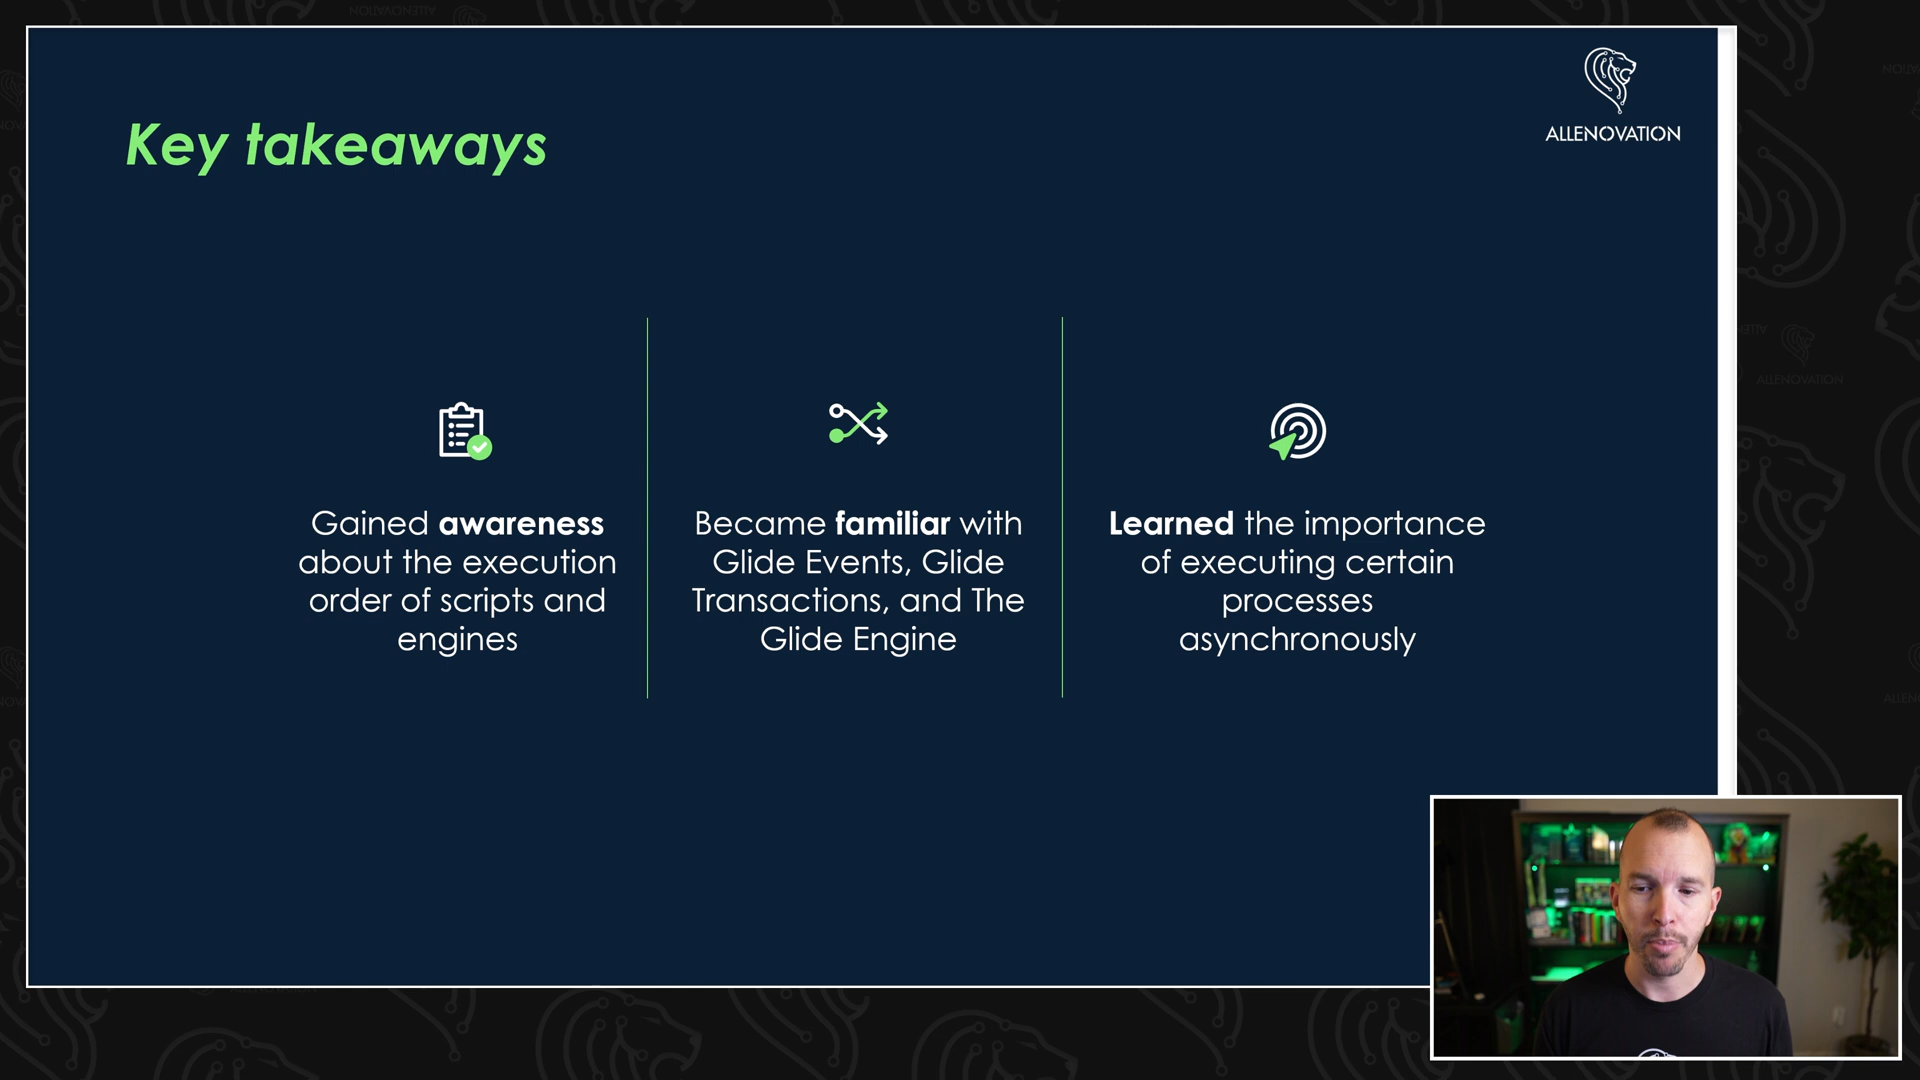 ALLENOVATION
Key takeaways
Gained awareness
about the execution
order of scripts and
engines
Became familiar with
Glide Events, Glide
Transactions, and The
Glide Engine
Learned the importance
of executing certain
processes
asynchronously
ALLENOVATION